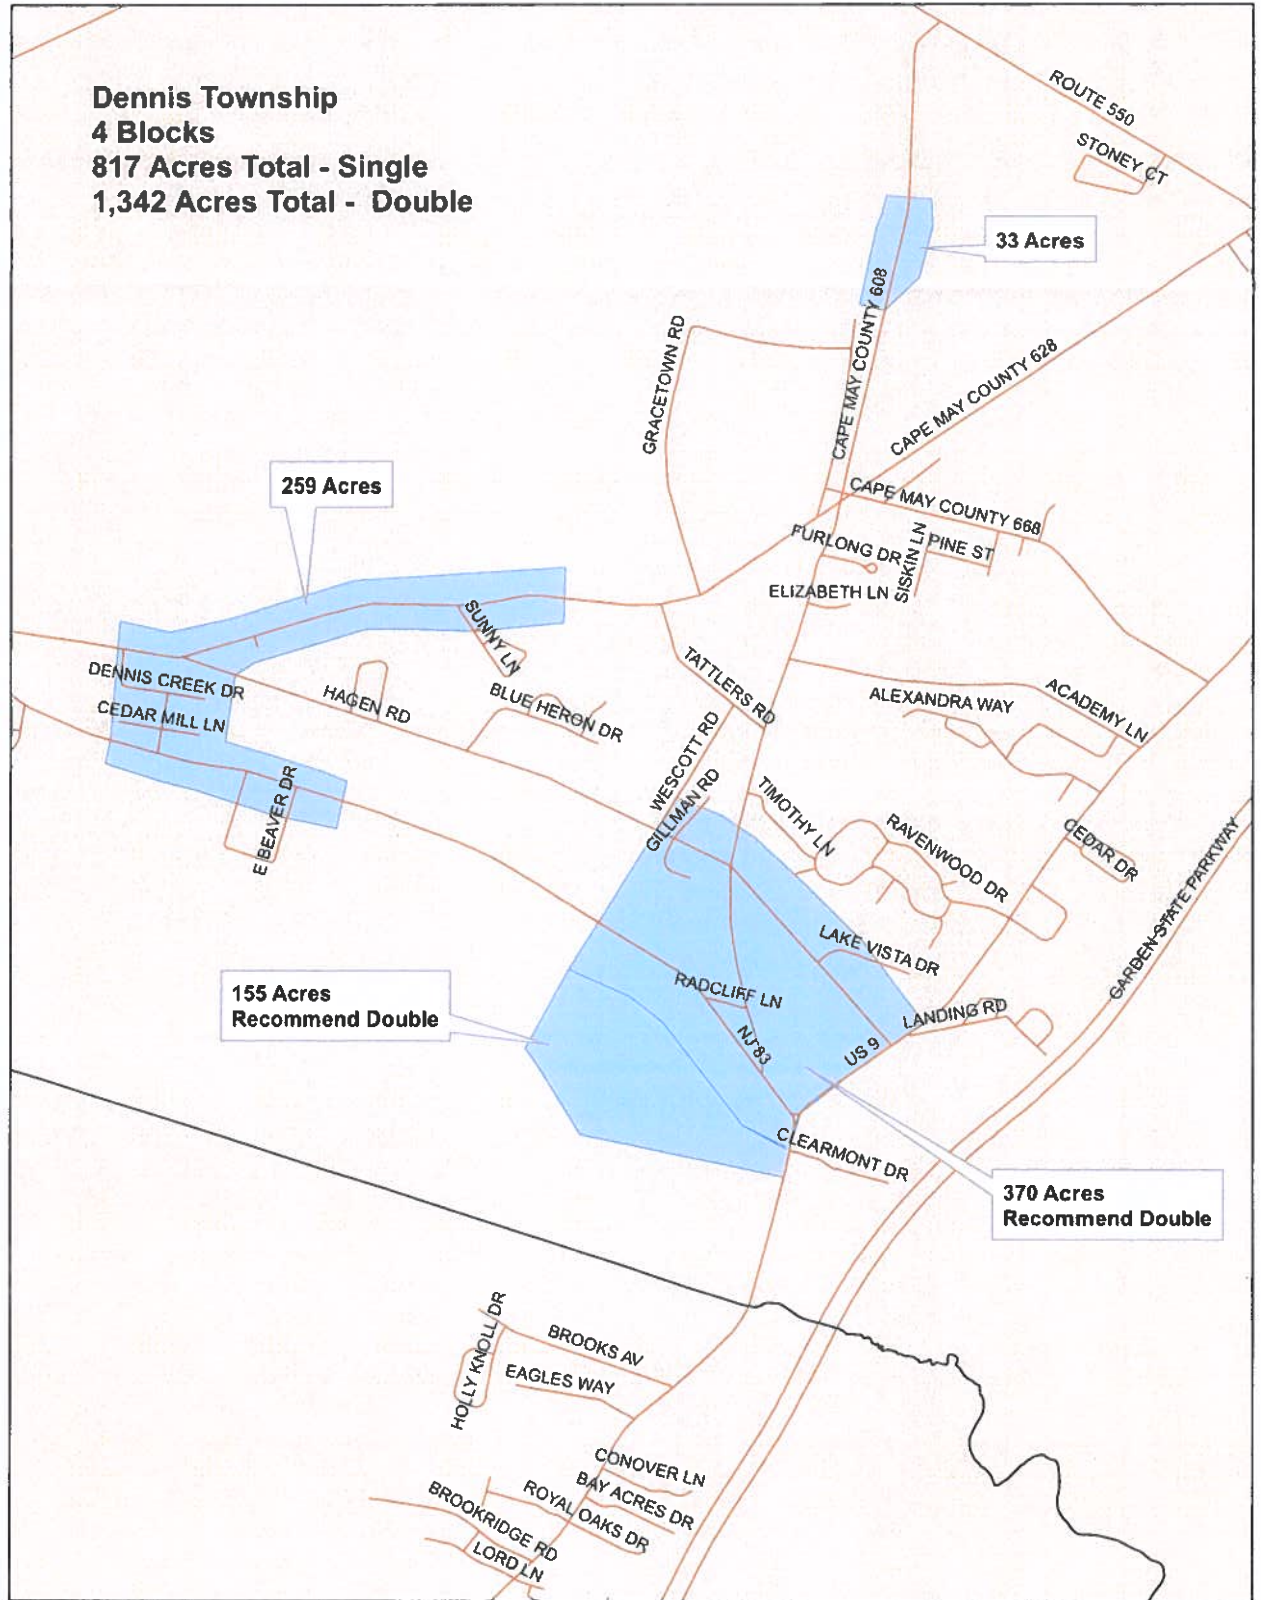 Dennis Township
4 Blocks
817 Acres Total - Single
1,342 Acres Total - Double
ROUTE 550
STONEY CT
33 Acres
CAPE MAY COUNTY 608
GRACETOWN RD
CAPE MAY COUNTY 628
259 Acres
CAPE MAY COUNTY 668
FURLONG DR
SISKIN LN
PINE ST
ELIZABETH LN
SUNNY LN
DENNIS CREEK DR
HAGEN RD
CEDAR MILL LN
BLUE HERON DR
TATTLERS RD
ALEXANDRA WAY
ACADEMY LN
WESCOTT RD
GILLMAN RD
E BEAVER DR
TIMOTHY LN
RAVENWOOD DR
CEDAR DR
GARDEN STATE PARKWAY
LAKE VISTA DR
155 Acres
Recommend Double
RADCLIFF LN
NJ 83
US 9
LANDING RD
CLEARMONT DR
370 Acres
Recommend Double
HOLLY KNOLL DR
BROOKS AV
EAGLES WAY
CONOVER LN
BAY ACRES DR
ROYAL OAKS DR
BROOKRIDGE RD
LORD LN